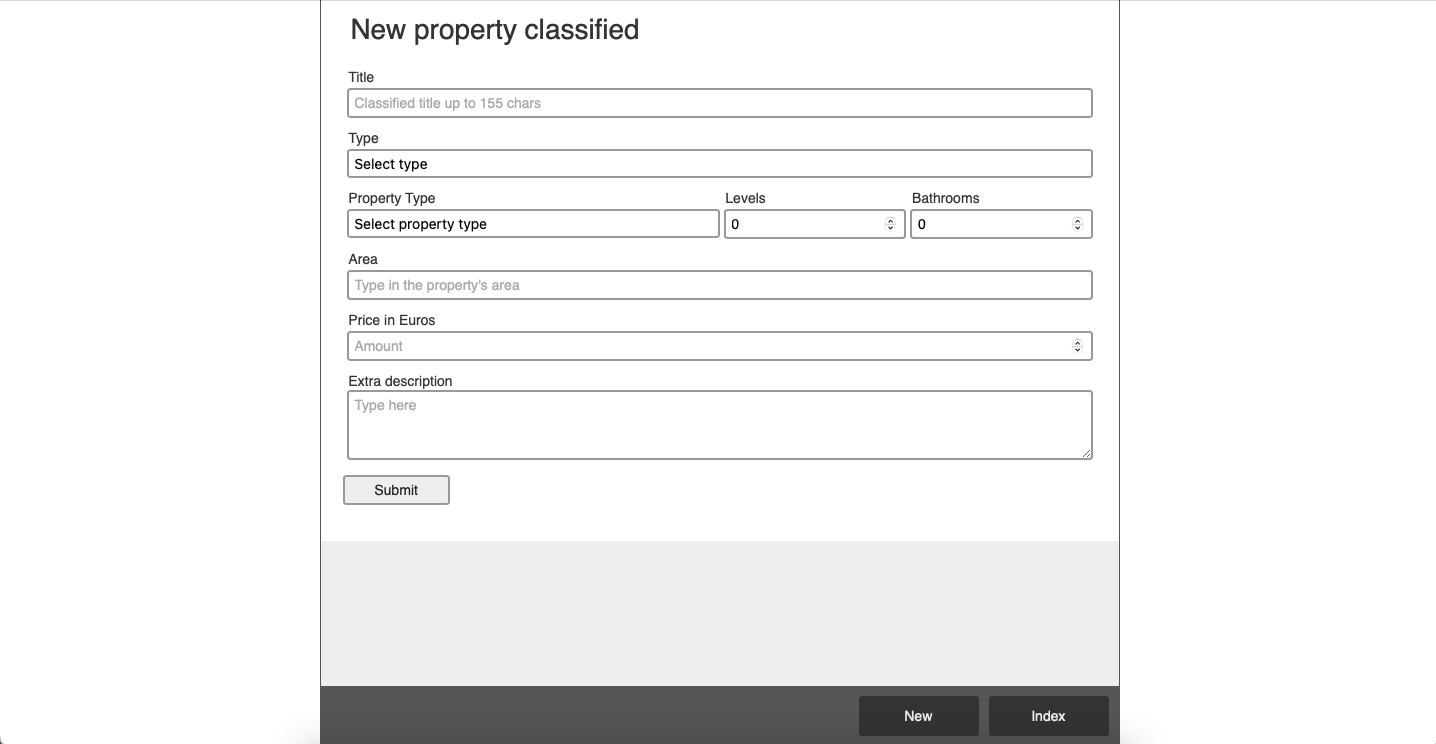 New property classified
Title
Classified title up to 155 chars
Type
Select type
Property Type Levels Bathrooms
Select property type 0 0
Area
Type in the property's area
Price in Euros
Amount
Extra description
Type here
Submit
New Index